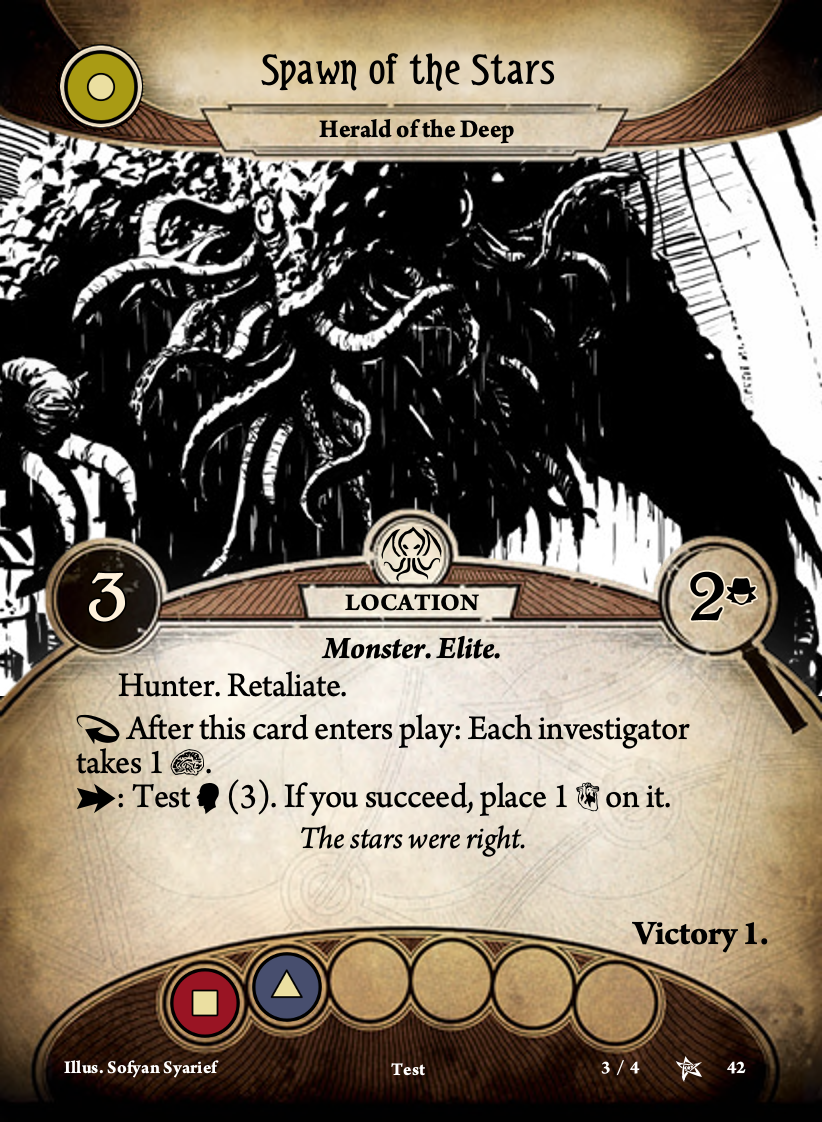 Spawn of the Stars
Herald of the Deep
3
LOCATION
2
Monster. Elite.
Hunter. Retaliate.
After this card enters play: Each investigator
takes 1 .
: Test (3). If you succeed, place 1 on it.
The stars were right.
Victory 1.
Illus. Sofyan Syarief
Test
3 / 4
42